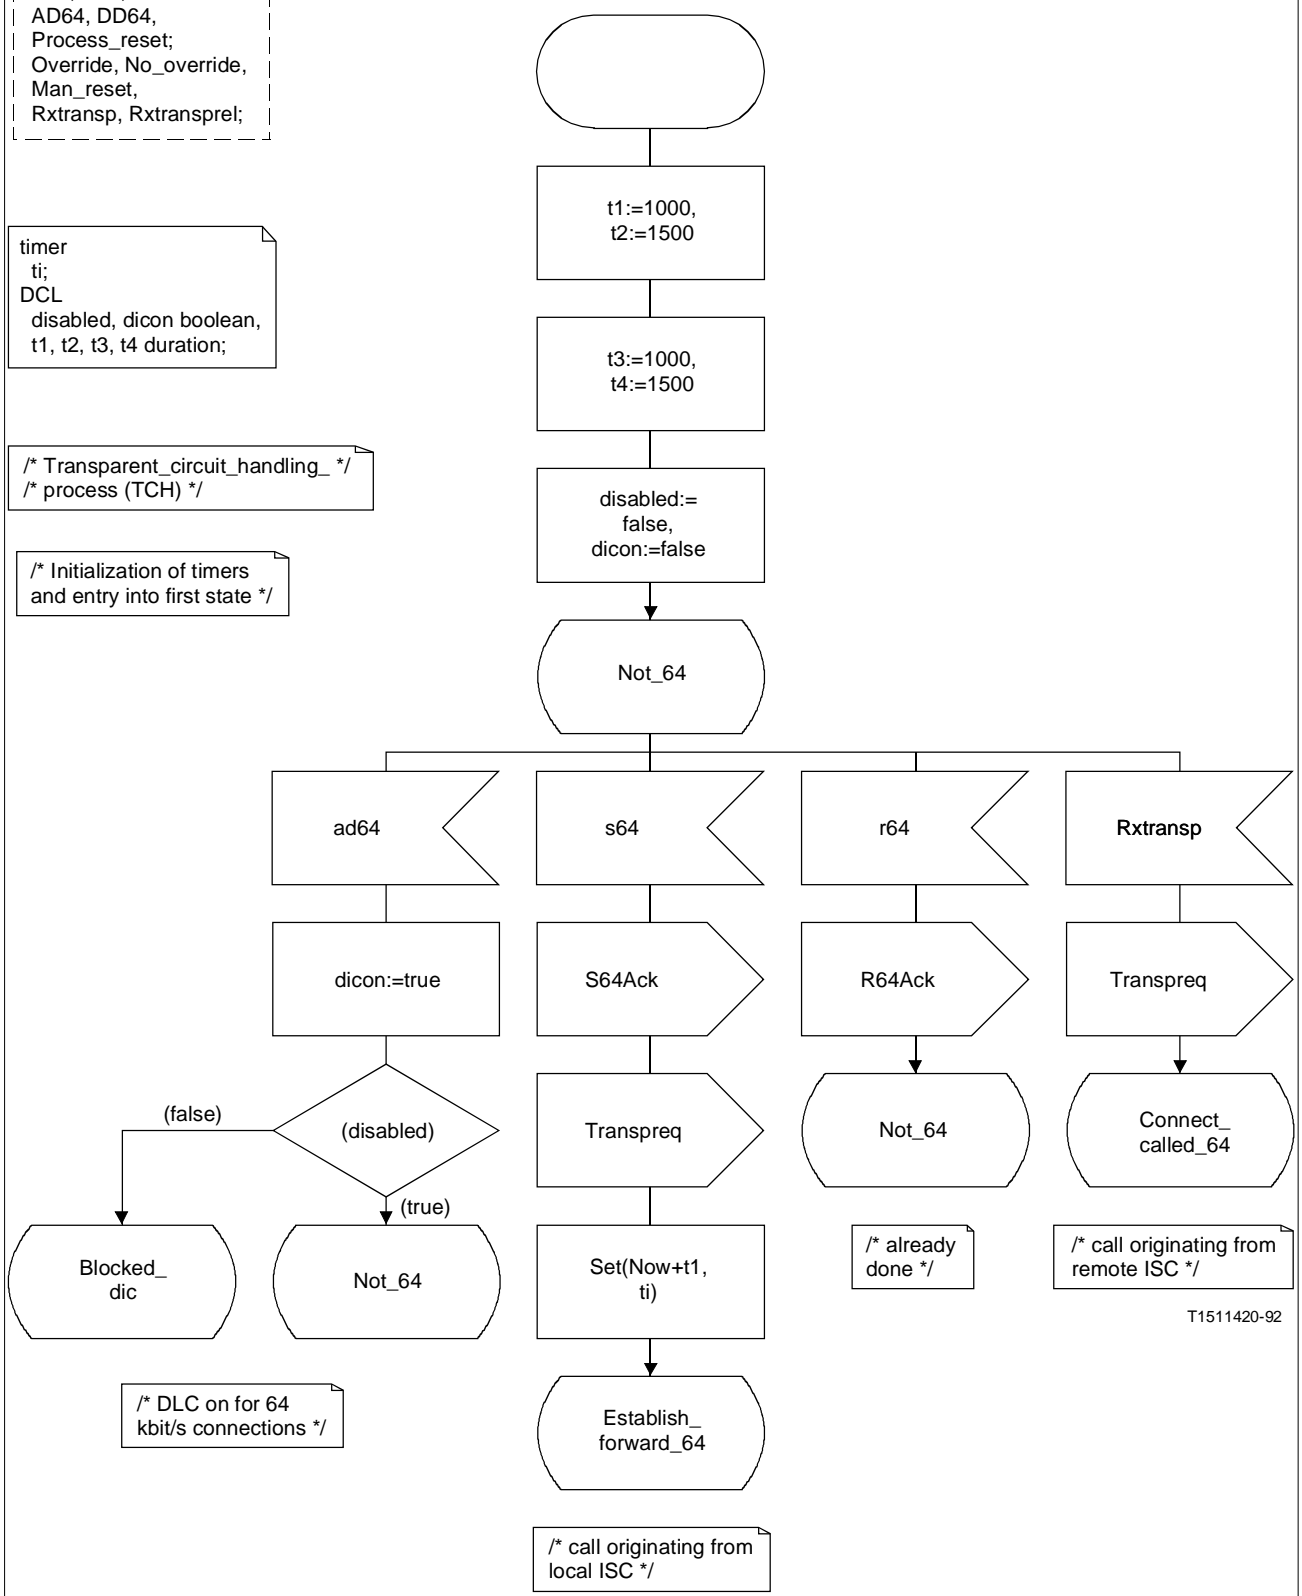 AD64, DD64,
Process_reset;
Override, No_override,
Man_reset,
Rxtransp, Rxtransprel;
t1:=1000,
t2:=1500
timer
ti;
DCL
disabled, dicon boolean,
t1, t2, t3, t4 duration;
t3:=1000,
t4:=1500
/* Transparent_circuit_handling_ */
/* process (TCH) */
disabled:=
false,
dicon:=false
/* Initialization of timers
and entry into first state */
Not_64
ad64
s64
r64
Rxtransp
dicon:=true
S64Ack
R64Ack
Transpreq
(false)
(disabled)
(true)
Transpreq
Not_64
Connect_
called_64
Blocked_
dic
Not_64
Set(Now+t1,
ti)
/* already
done */
/* call originating from
remote ISC */
T1511420-92
/* DLC on for 64
kbit/s connections */
Establish_
forward_64
/* call originating from
local ISC */